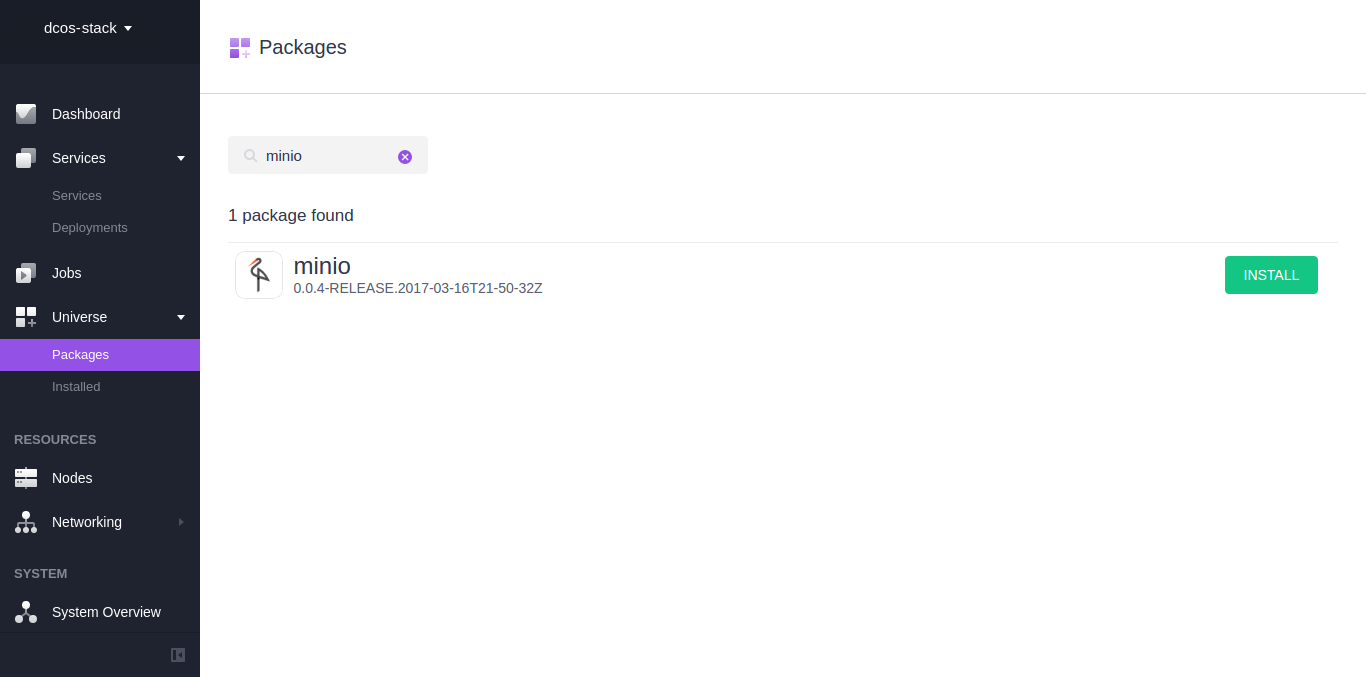 dcos-stack
Dashboard
Services
Services
Deployments
Jobs
Universe
Packages
Installed
RESOURCES
Nodes
Networking
SYSTEM
System Overview
Packages
minio
1 package found
minio
0.0.4-RELEASE.2017-03-16T21-50-32Z
INSTALL